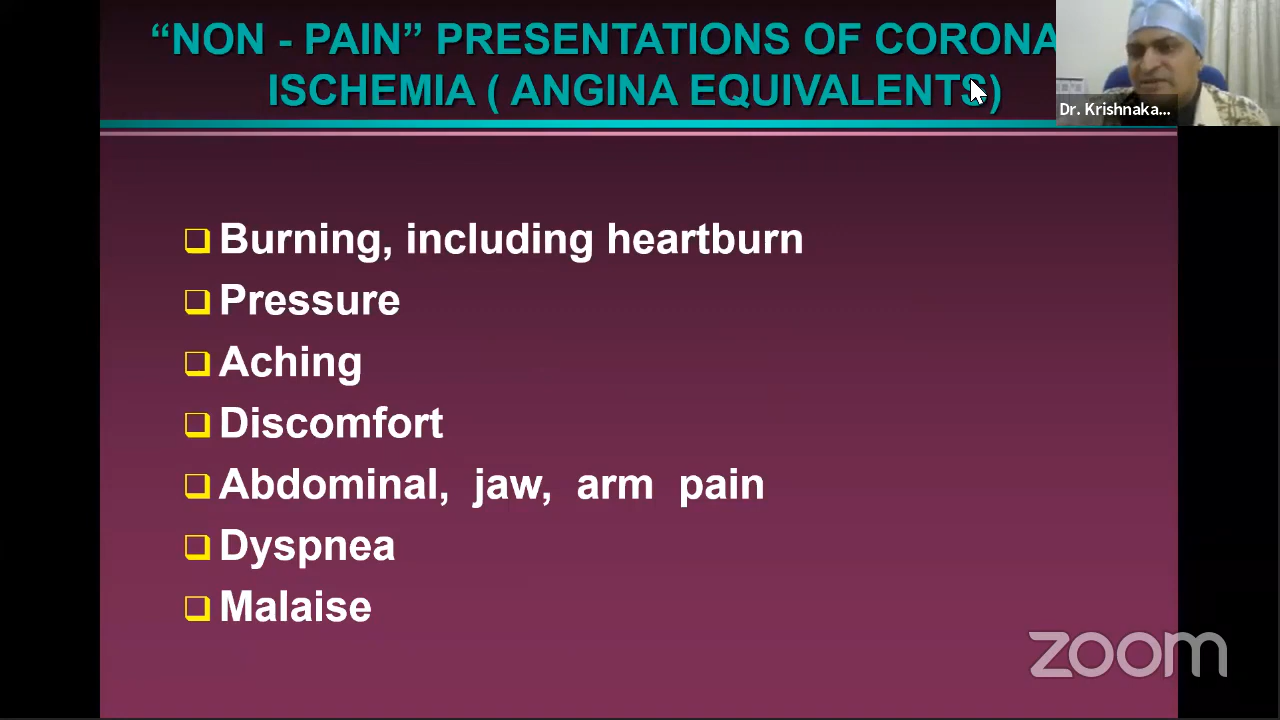 “NON - PAIN” PRESENTATIONS OF CORONA
ISCHEMIA ( ANGINA EQUIVALENTS)
Dr. Krishnaka...
Burning, including heartburn
Pressure
Aching
Discomfort
Abdominal, jaw, arm pain
Dyspnea
Malaise
zoom